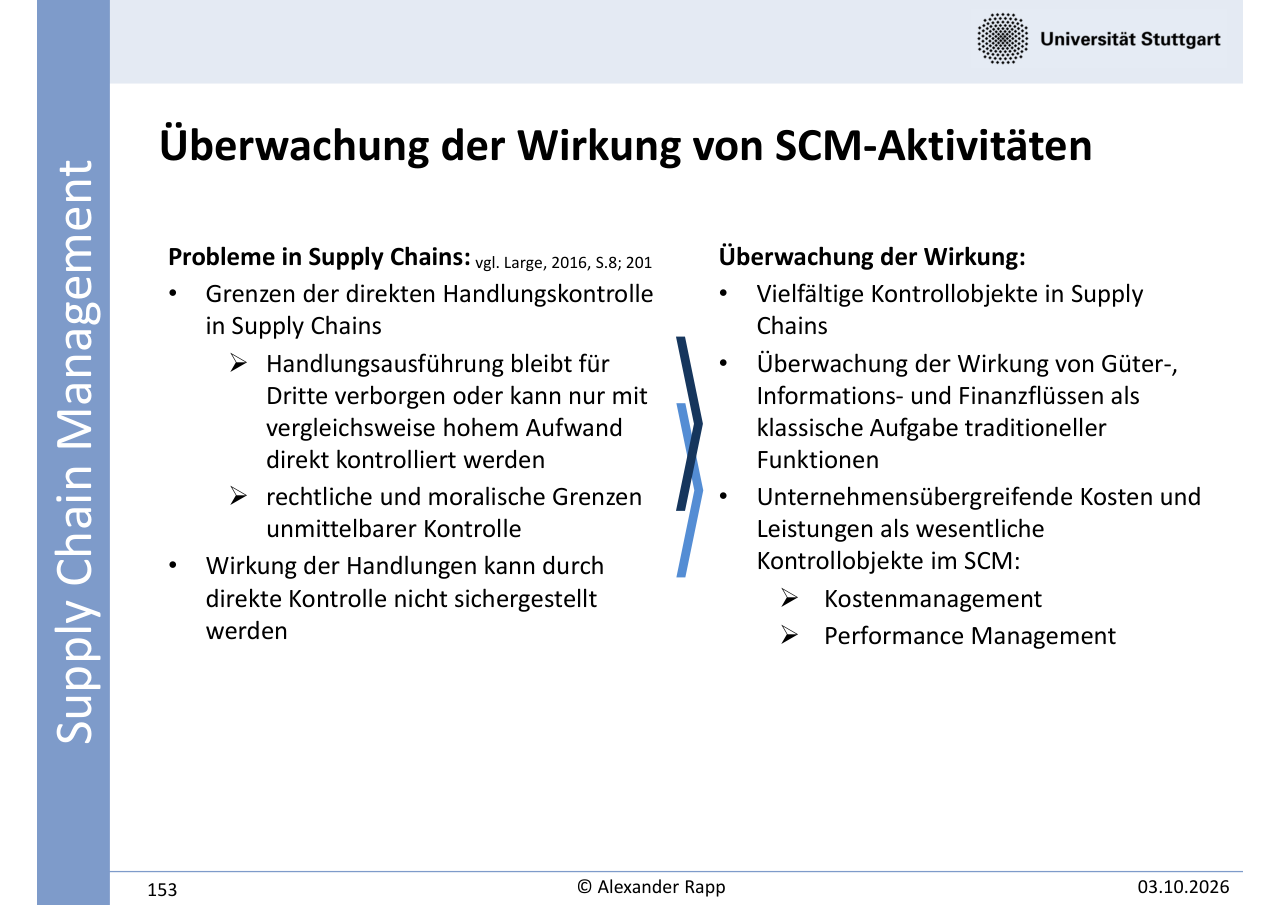 Universität Stuttgart
Supply Chain Management
Überwachung der Wirkung von SCM-Aktivitäten
Probleme in Supply Chains: vgl. Large, 2016, S.8; 201
• Grenzen der direkten Handlungskontrolle
in Supply Chains
➢ Handlungsausführung bleibt für
Dritte verborgen oder kann nur mit
vergleichsweise hohem Aufwand
direkt kontrolliert werden
➢ rechtliche und moralische Grenzen
unmittelbarer Kontrolle
• Wirkung der Handlungen kann durch
direkte Kontrolle nicht sichergestellt
werden
Überwachung der Wirkung:
• Vielfältige Kontrollobjekte in Supply
Chains
• Überwachung der Wirkung von Güter-,
Informations- und Finanzflüssen als
klassische Aufgabe traditioneller
Funktionen
• Unternehmensübergreifende Kosten und
Leistungen als wesentliche
Kontrollobjekte im SCM:
➢ Kostenmanagement
➢ Performance Management
153
© Alexander Rapp
03.10.2026